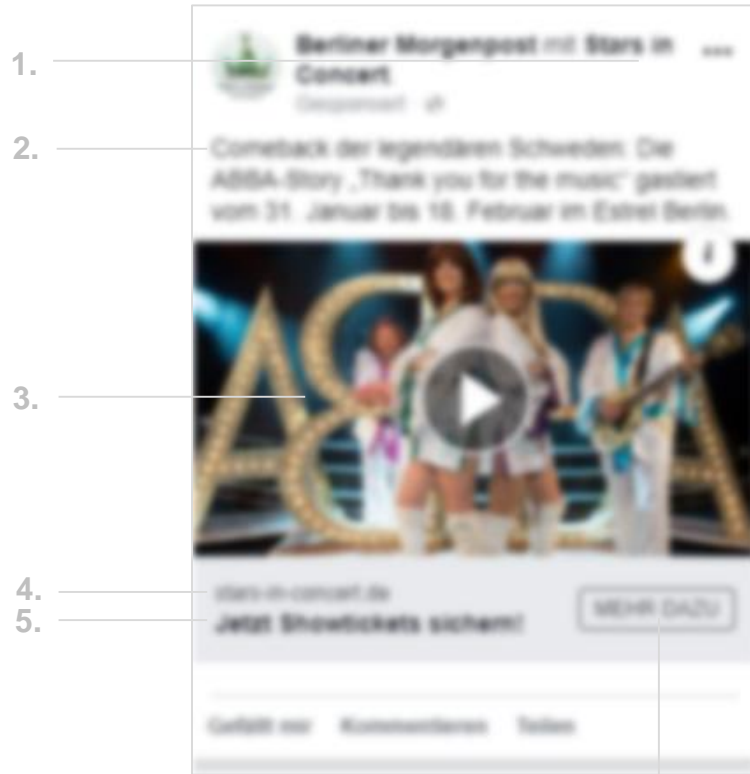 1.
Berliner Morgenpost mit Stars in
Concert
Gesponsert
2.
Comeback der legendären Schweden: Die
ABBA-Story „Thank you for the music“ gastiert
vom 31. Januar bis 18. Februar im Estrel Berlin.
i
ABBA
3.
4.
stars-in-concert.de
5.
Jetzt Showtickets sichern!
MEHR DAZU
Gefällt mir Kommentieren Teilen